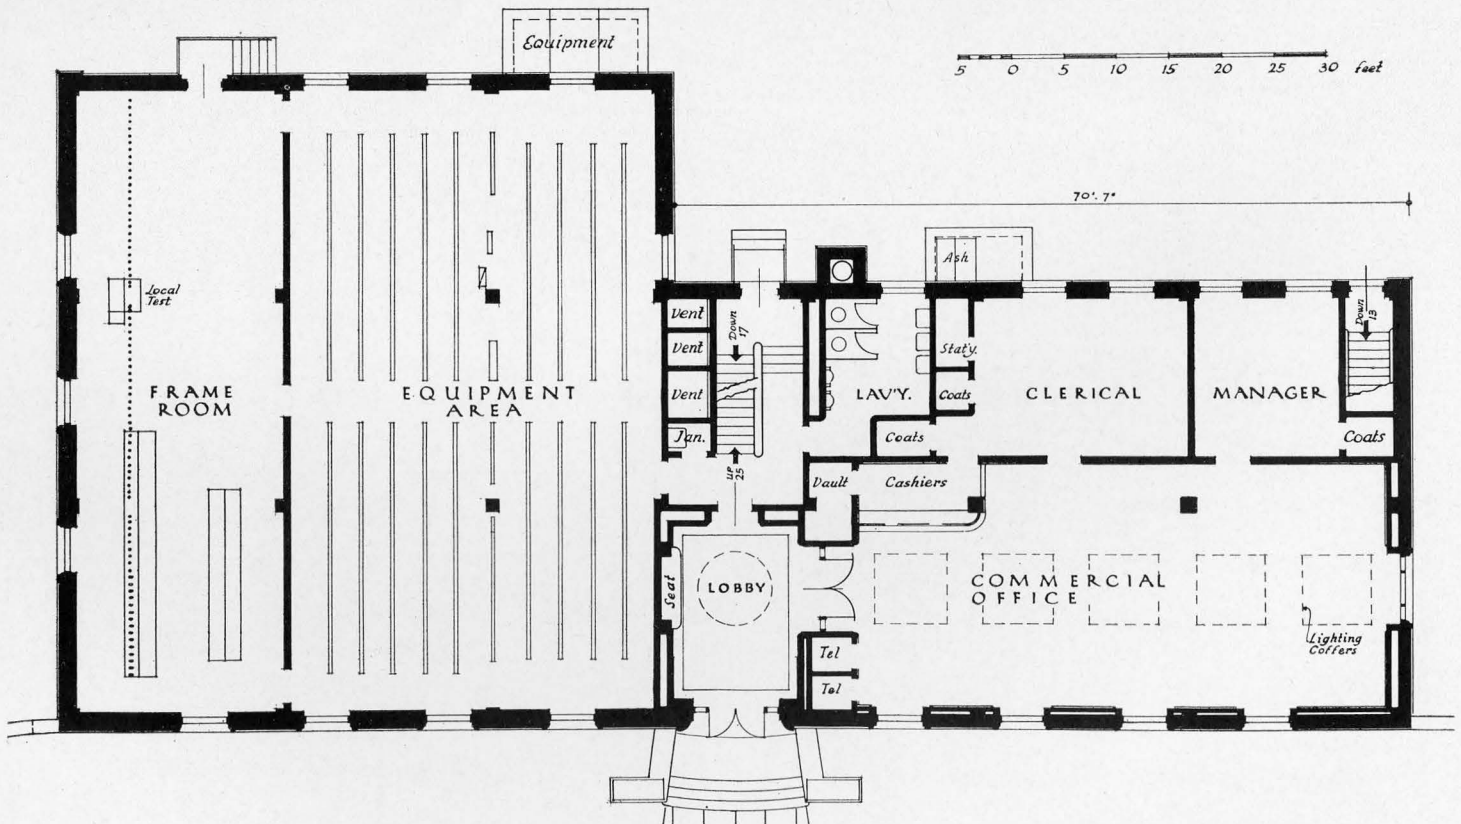 Equipment
5 0 5 10 15 20 25 30 feet
70'. 7"
Ash
Local
Test
Vent
Down
17
Down
13
Vent
Stat'y.
FRAME
ROOM
EQUIPMENT
AREA
Vent
LAV'Y.
Coats
CLERICAL
MANAGER
Jan.
Coats
Coats
UP
25
Vault
Cashiers
Seat
LOBBY
COMMERCIAL
OFFICE
Lighting
Coffers
Tel
Tel